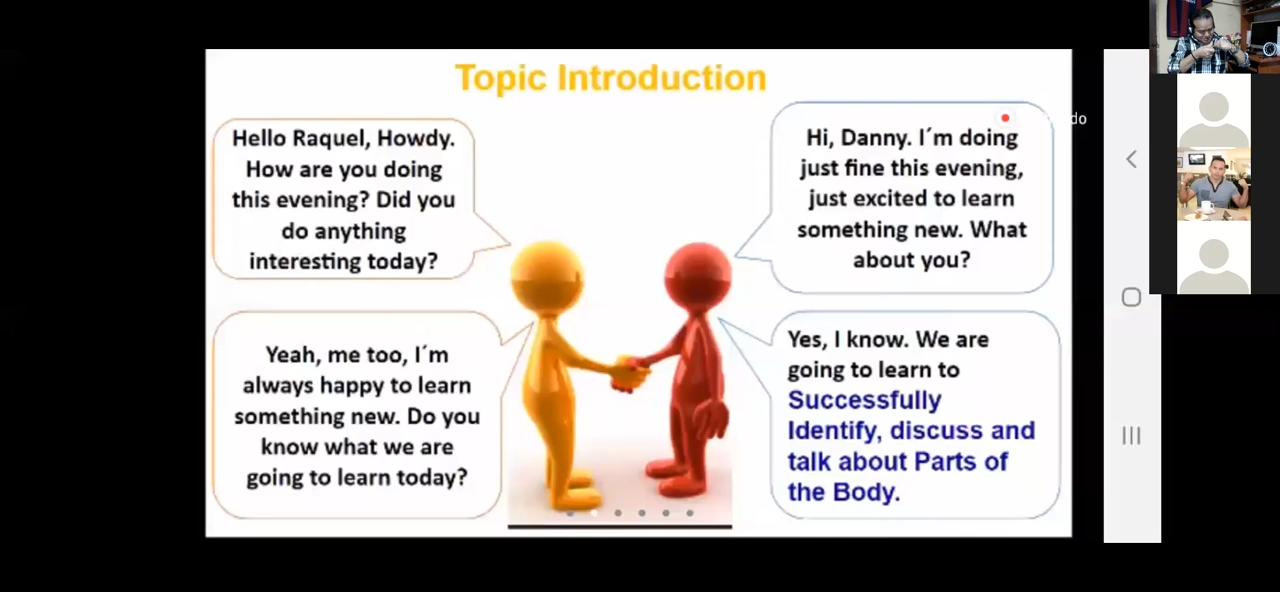 Topic Introduction
Hello Raquel, Howdy.
How are you doing
this evening? Did you
do anything
interesting today?
Hi, Danny. I´m doing
just fine this evening,
just excited to learn
something new. What
about you?
Yeah, me too, I´m
always happy to learn
something new. Do you
know what we are
going to learn today?
Yes, I know. We are
going to learn to
Successfully
Identify, discuss and
talk about Parts of
the Body.